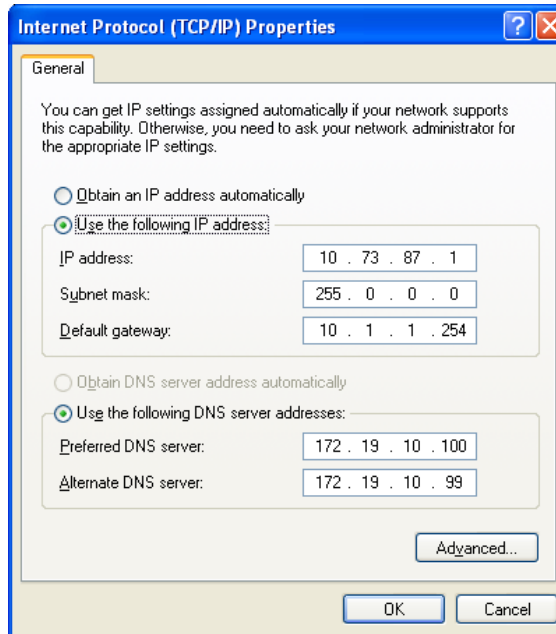 Internet Protocol (TCP/IP) Properties
General
You can get IP settings assigned automatically if your network supports
this capability. Otherwise, you need to ask your network administrator for
the appropriate IP settings.
Obtain an IP address automatically
Use the following IP address:
IP address: 10 . 73 . 87 . 1
Subnet mask: 255 . 0 . 0 . 0
Default gateway: 10 . 1 . 1 . 254
Obtain DNS server address automatically
Use the following DNS server addresses:
Preferred DNS server: 172 . 19 . 10 . 100
Alternate DNS server: 172 . 19 . 10 . 99
Advanced...
OK Cancel